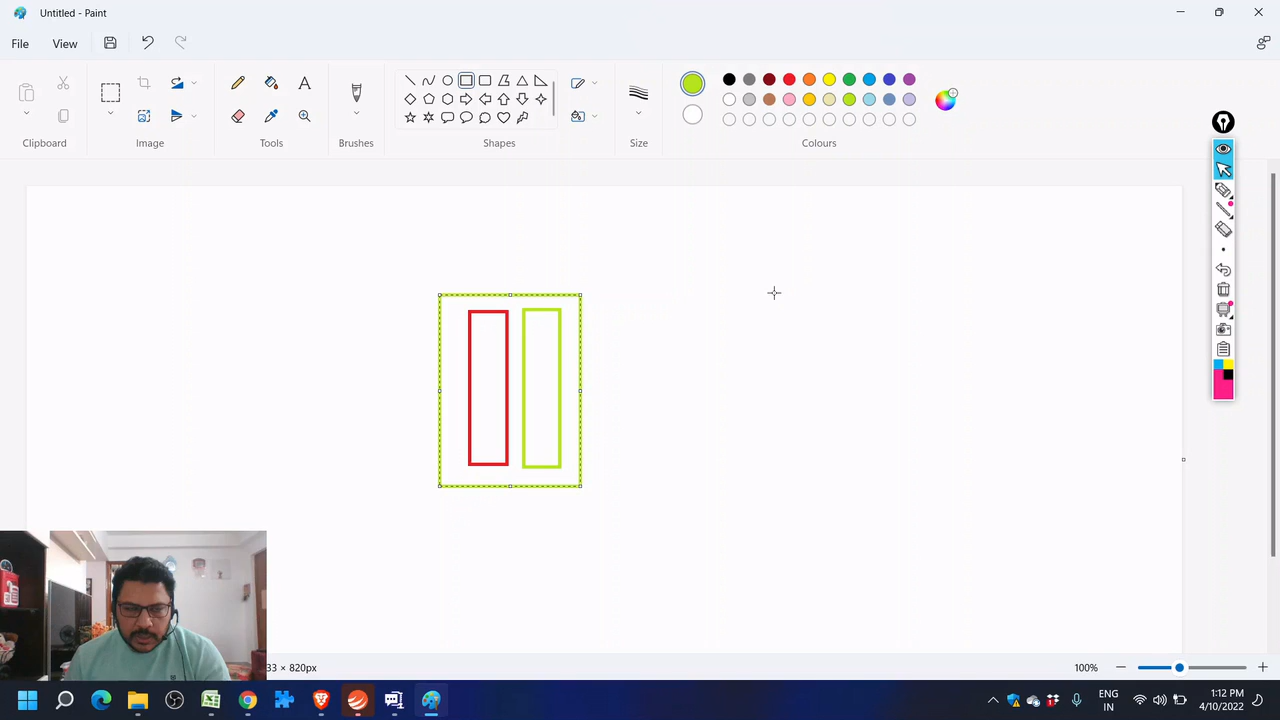 Untitled - Paint
File View
Clipboard Image Tools Brushes Shapes Size Colours
33 × 820px 100%
ENG 1:12 PM
IN 4/10/2022